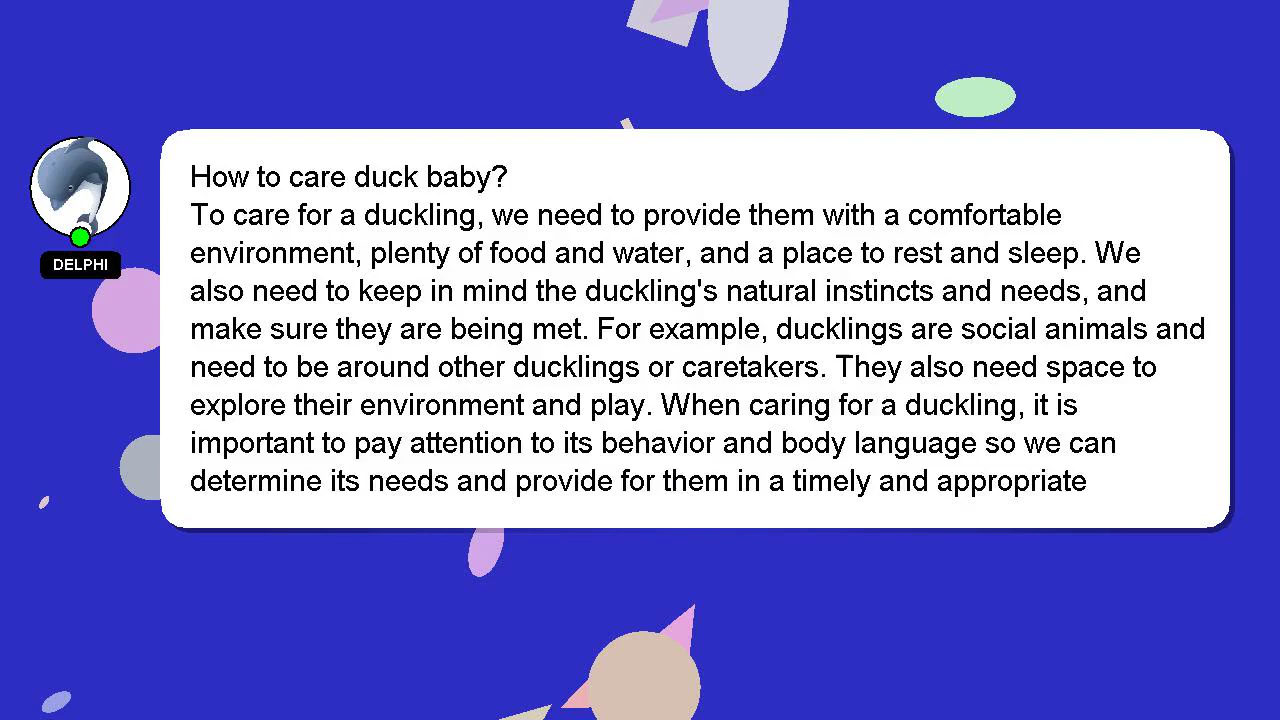 How to care duck baby?
To care for a duckling, we need to provide them with a comfortable
environment, plenty of food and water, and a place to rest and sleep. We
also need to keep in mind the duckling's natural instincts and needs, and
make sure they are being met. For example, ducklings are social animals and
need to be around other ducklings or caretakers. They also need space to
explore their environment and play. When caring for a duckling, it is
important to pay attention to its behavior and body language so we can
determine its needs and provide for them in a timely and appropriate
DELPHI